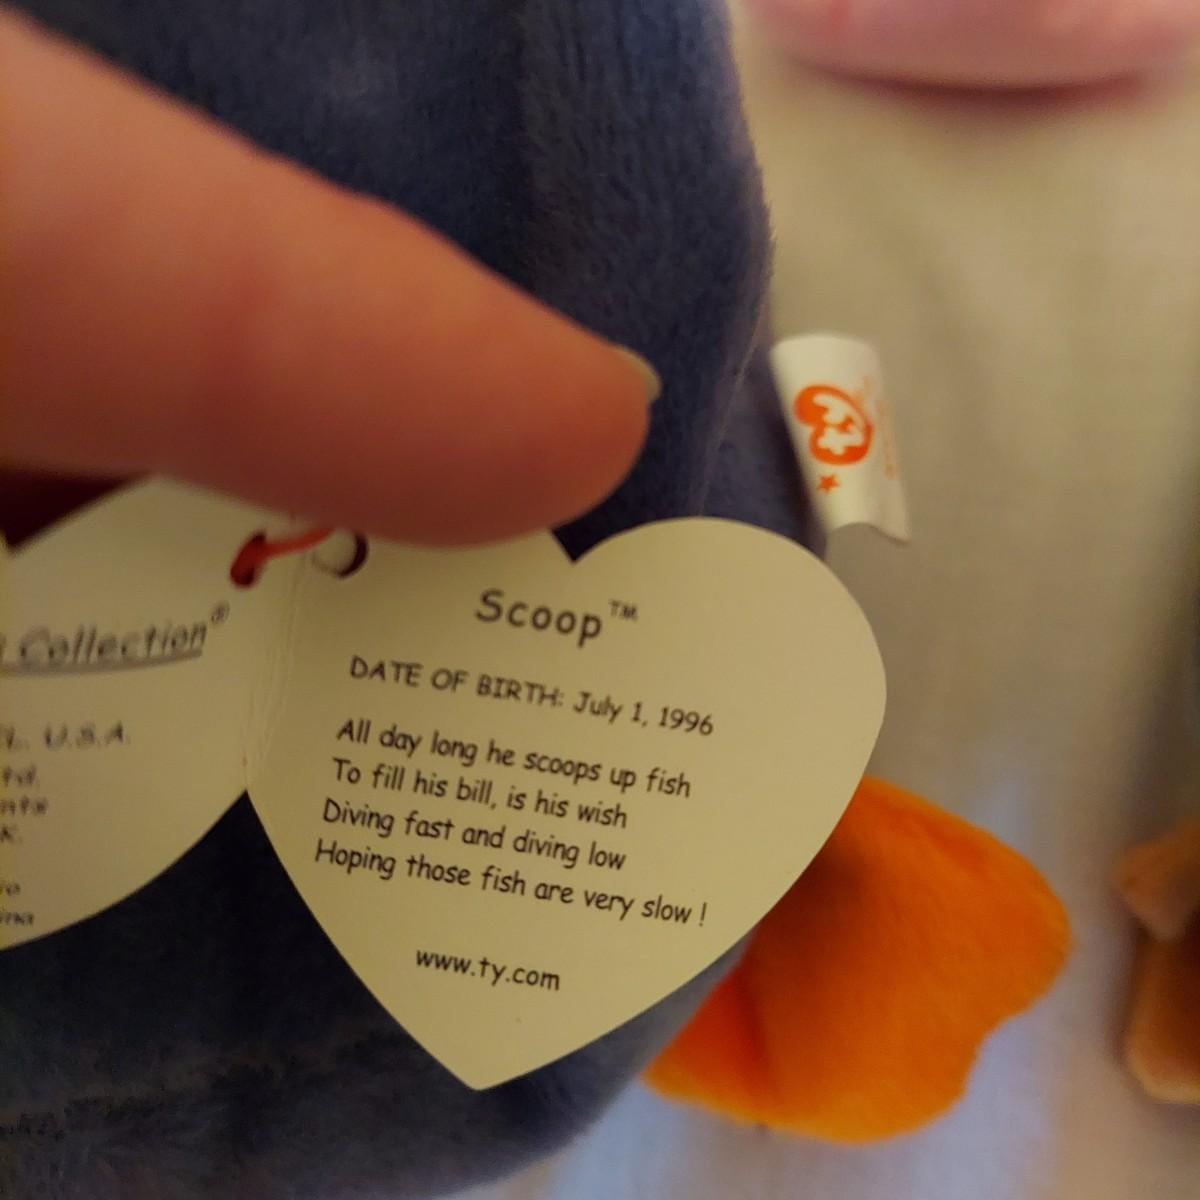 Collection®
U.S.A.
Scoop™
DATE OF BIRTH: July 1, 1996
All day long he scoops up fish
To fill his bill, is his wish
Diving fast and diving low
Hoping those fish are very slow !
www.ty.com
ty